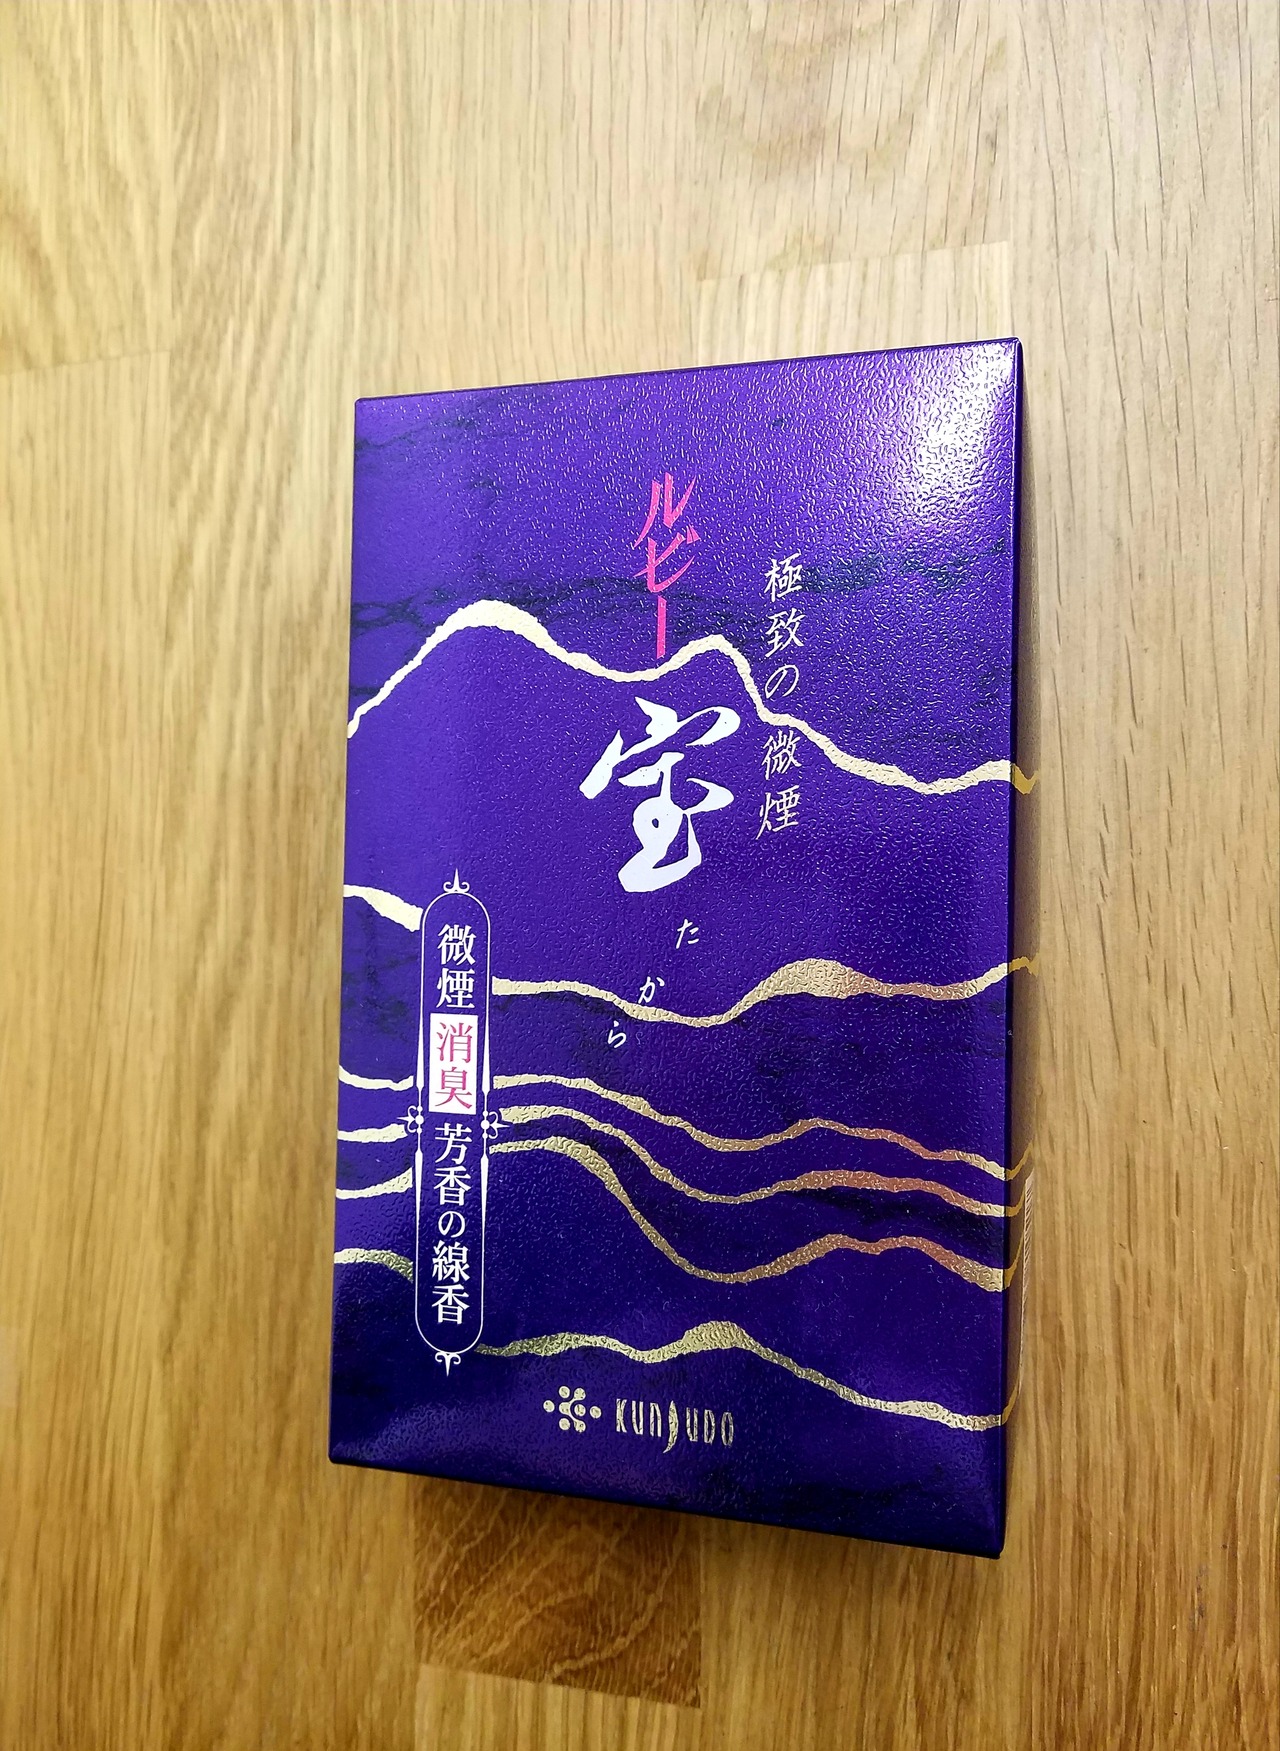 極致の微煙
ルビー
宝
たから
微煙消臭芳香の線香
KUNJUDO